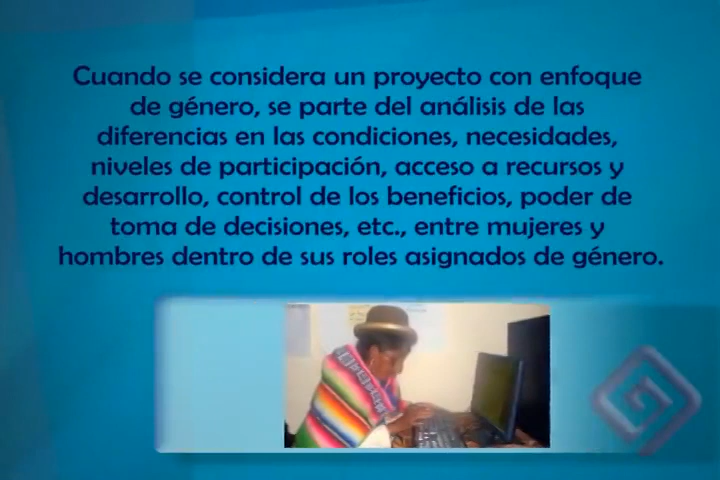 Cuando se considera un proyecto con enfoque
de género, se parte del análisis de las
diferencias en las condiciones, necesidades,
niveles de participación, acceso a recursos y
desarrollo, control de los beneficios, poder de
toma de decisiones, etc., entre mujeres y
hombres dentro de sus roles asignados de género.